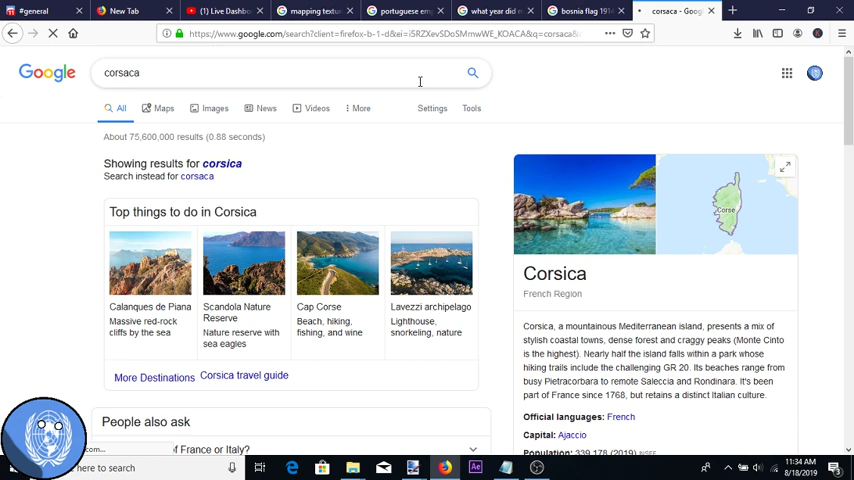 #general
New Tab
(1) Live Dashbo
mapping textur
portuguese em
what year did n
bosnia flag 191
corsaca - Goog
https://www.google.com/search?client=firefox-b-1-d&ei=i5RZXevSDoSMmwWE_KOACA&q=corsaca&
Google
corsaca
All
Maps
Images
News
Videos
More
Settings
Tools
About 75,600,000 results (0.88 seconds)
Showing results for corsica
Search instead for corsaca
Top things to do in Corsica
Calanques de Piana
Massive red-rock
cliffs by the sea
Scandola Nature
Reserve
Nature reserve with
sea eagles
Cap Corse
Beach, hiking,
fishing, and wine
Lavezzi archipelago
Lighthouse,
snorkeling, nature
More Destinations
Corsica travel guide
People also ask
of France or Italy?
Corse
Corsica
French Region
Corsica, a mountainous Mediterranean island, presents a mix of
stylish coastal towns, dense forest and craggy peaks (Monte Cinto
is the highest). Nearly half the island falls within a park whose
hiking trails include the challenging GR 20. Its beaches range from
busy Pietracorbara to remote Saleccia and Rondinara. It's been
part of France since 1768, but retains a distinct Italian culture.
Official languages: French
Capital: Ajaccio
Population: 339,178 (2019) INSEE
com...
here to search
Ae
11:34 AM
8/18/2019
3